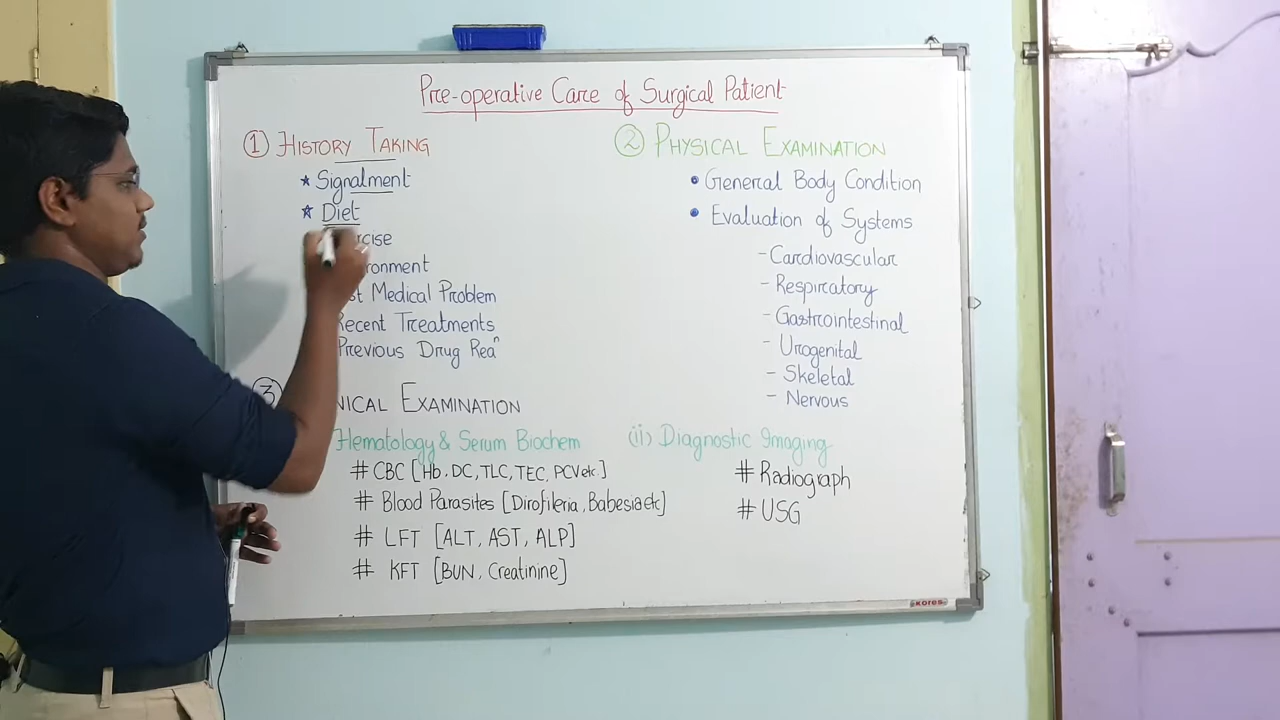 Pre-operative Care of Surgical Patient
① HISTORY TAKING
★ Signalment
★ Diet
rcise
ronment
st Medical Problem
Recent Treatments
Previous Drug Reaⁿ
③ NICAL EXAMINATION
Hematology & Serum Biochem
# CBC [Hb, DC, TLC, TEC, PCV etc.]
# Blood Parasites [Dirofileria, Babesia etc]
# LFT [ALT, AST, ALP]
# KFT [BUN, Creatinine]
② PHYSICAL EXAMINATION
• General Body Condition
• Evaluation of Systems
- Cardiovascular
- Respiratory
- Gastrointestinal
- Urogenital
- Skeletal
- Nervous
(ii) Diagnostic Imaging
# Radiograph
# USG
KORES